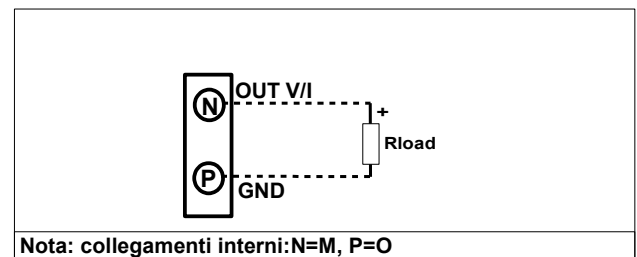 OUT V/I
N
+
Rload
P
GND
Nota: collegamenti interni:N=M, P=O